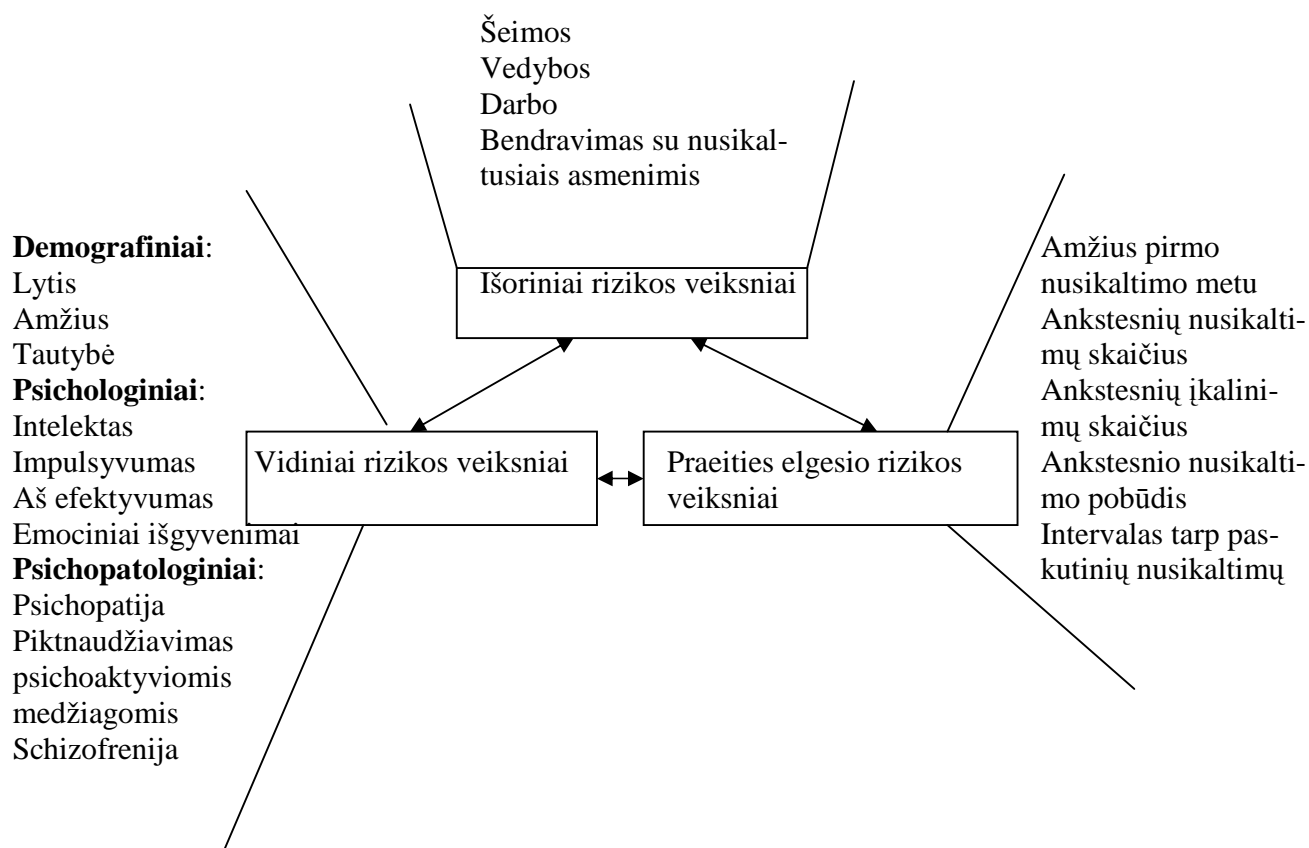 Šeimos
Vedybos
Darbo
Bendravimas su nusikal-
tusiais asmenimis
Išoriniai rizikos veiksniai
Demografiniai:
Lytis
Amžius
Tautybė
Psichologiniai:
Intelektas
Impulsyvumas
Aš efektyvumas
Emociniai išgyvenimai
Psichopatologiniai:
Psichopatija
Piktnaudžiavimas
psichoaktyviomis
medžiagomis
Schizofrenija
Vidiniai rizikos veiksniai
Praeities elgesio rizikos
veiksniai
Amžius pirmo
nusikaltimo metu
Ankstesnių nusikalti-
mų skaičius
Ankstesnių įkalini-
mų skaičius
Ankstesnio nusikalti-
mo pobūdis
Intervalas tarp pas-
kutinių nusikaltimų